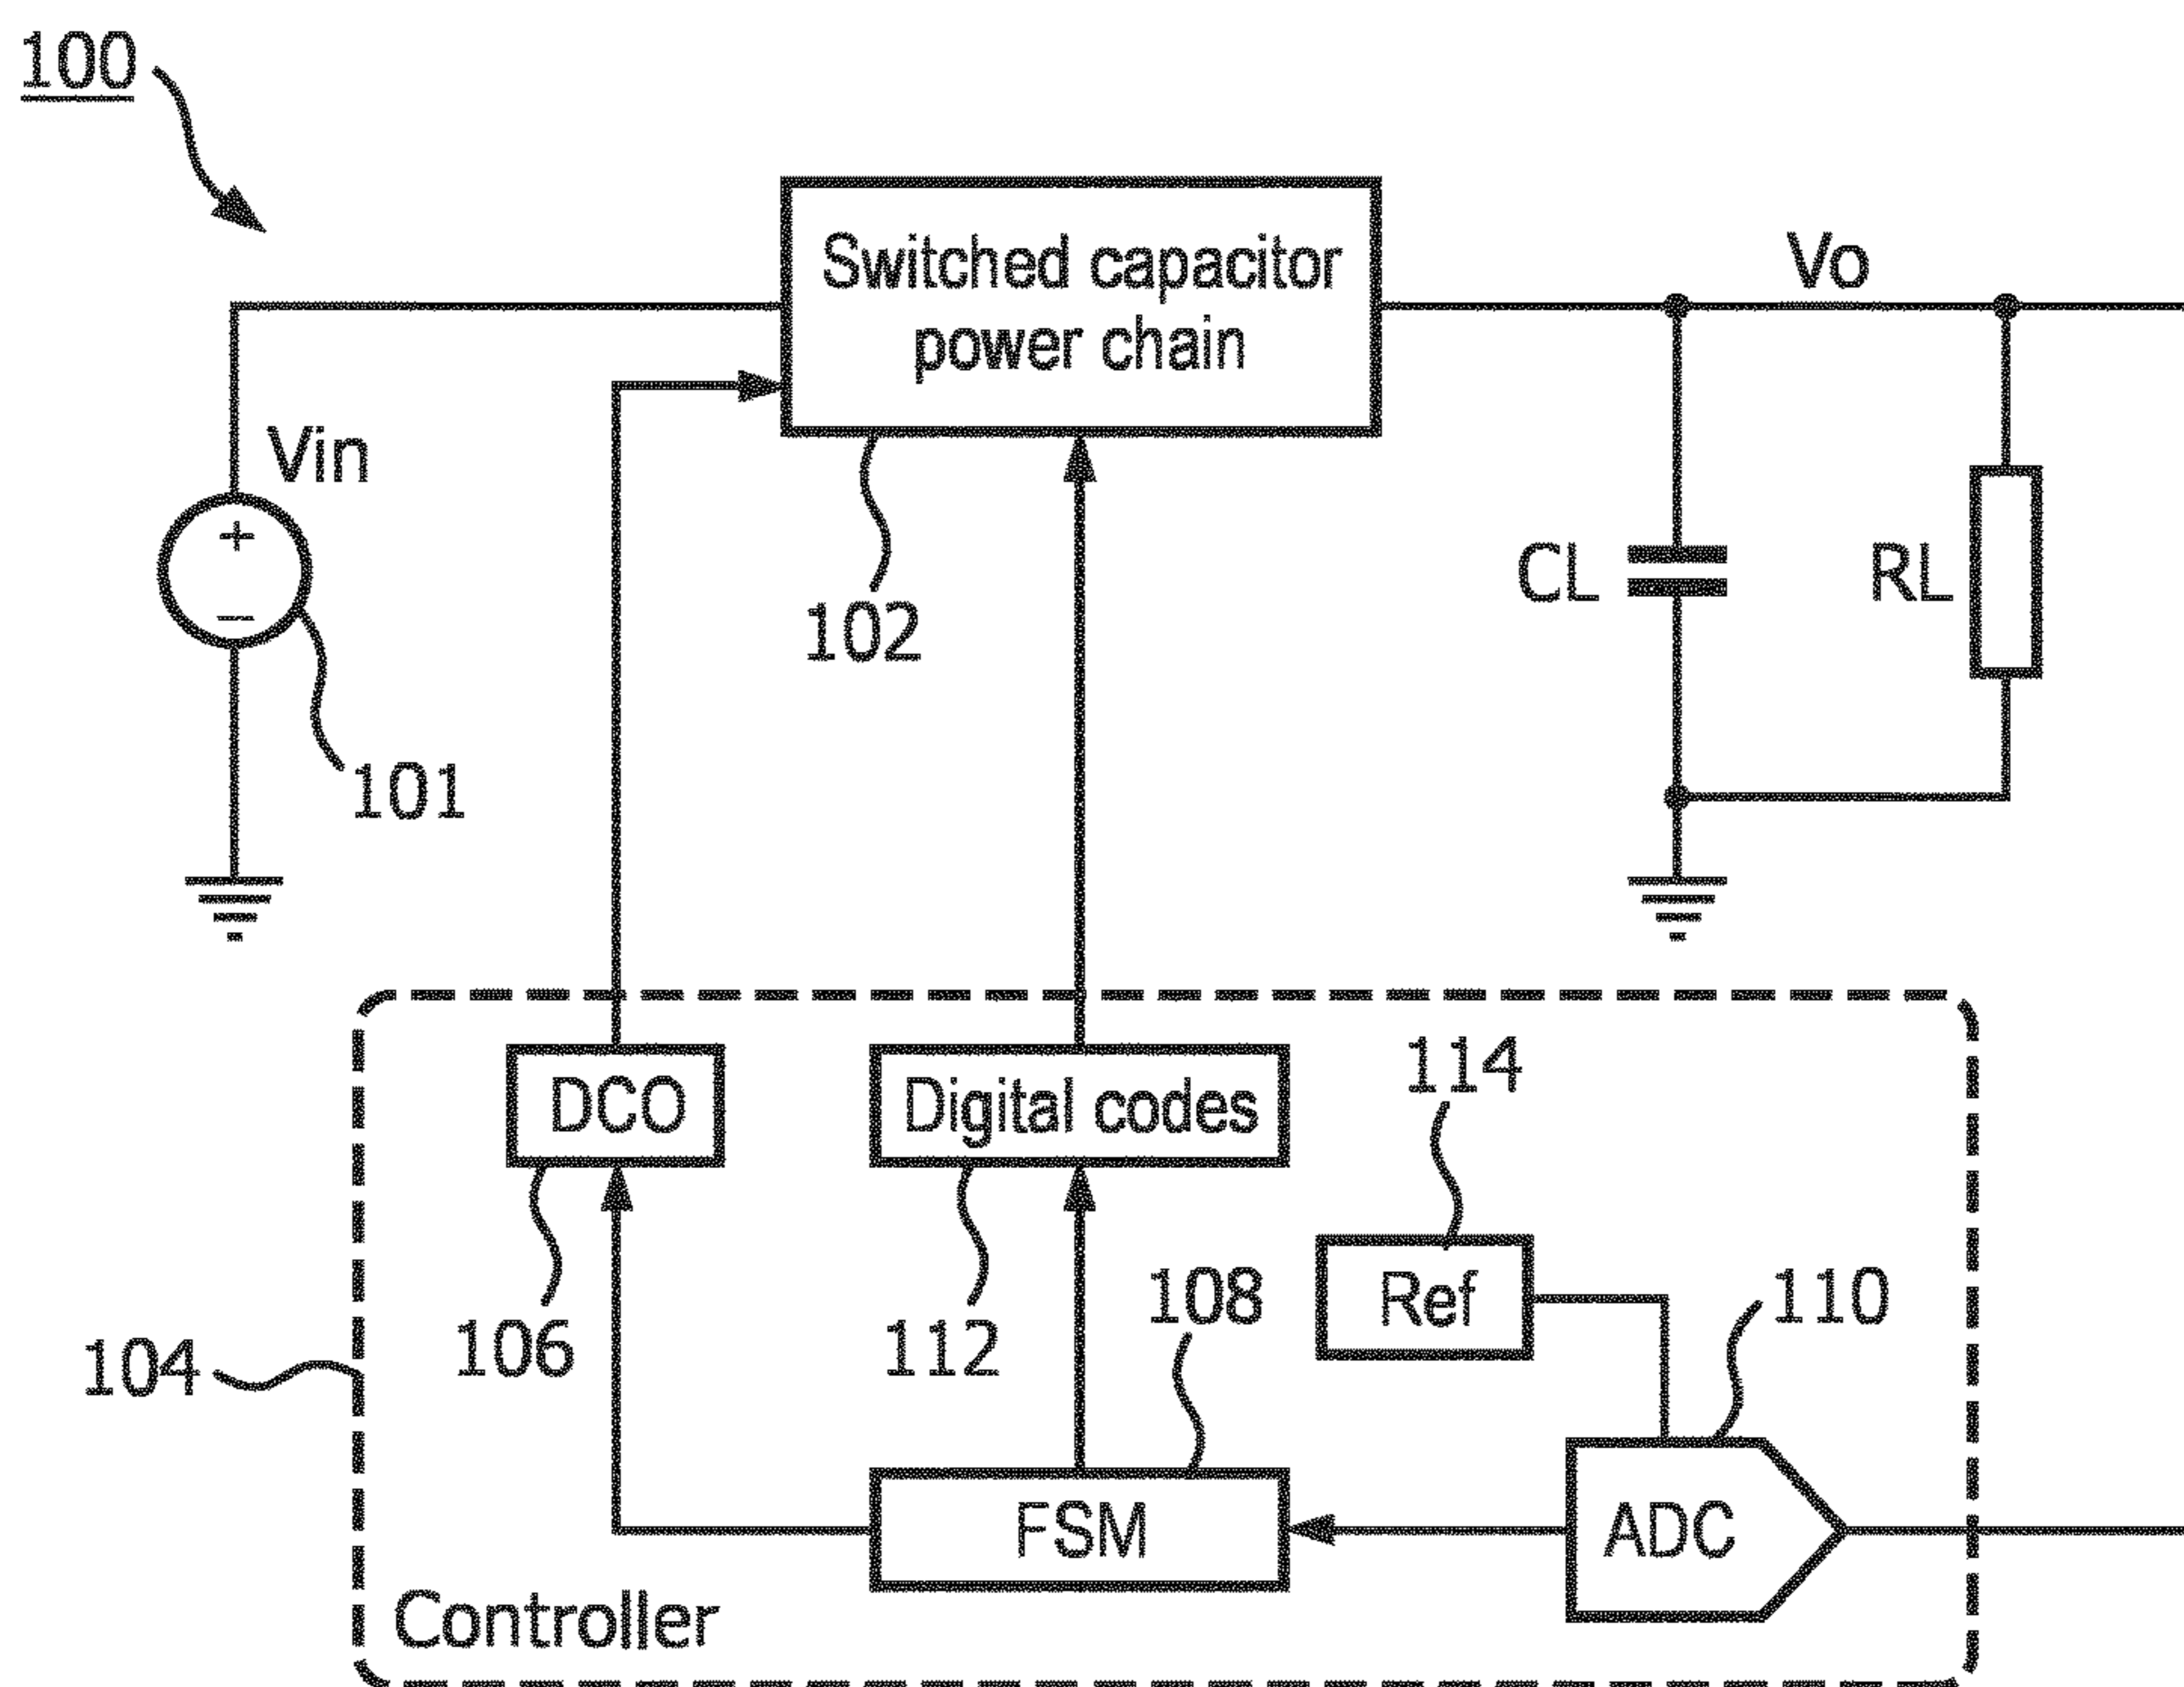 100
Switched capacitor
power chain
Vo
Vin
+
−
CL
RL
102
101
DCO
Digital codes
114
Ref
108
110
106
112
104
FSM
ADC
Controller